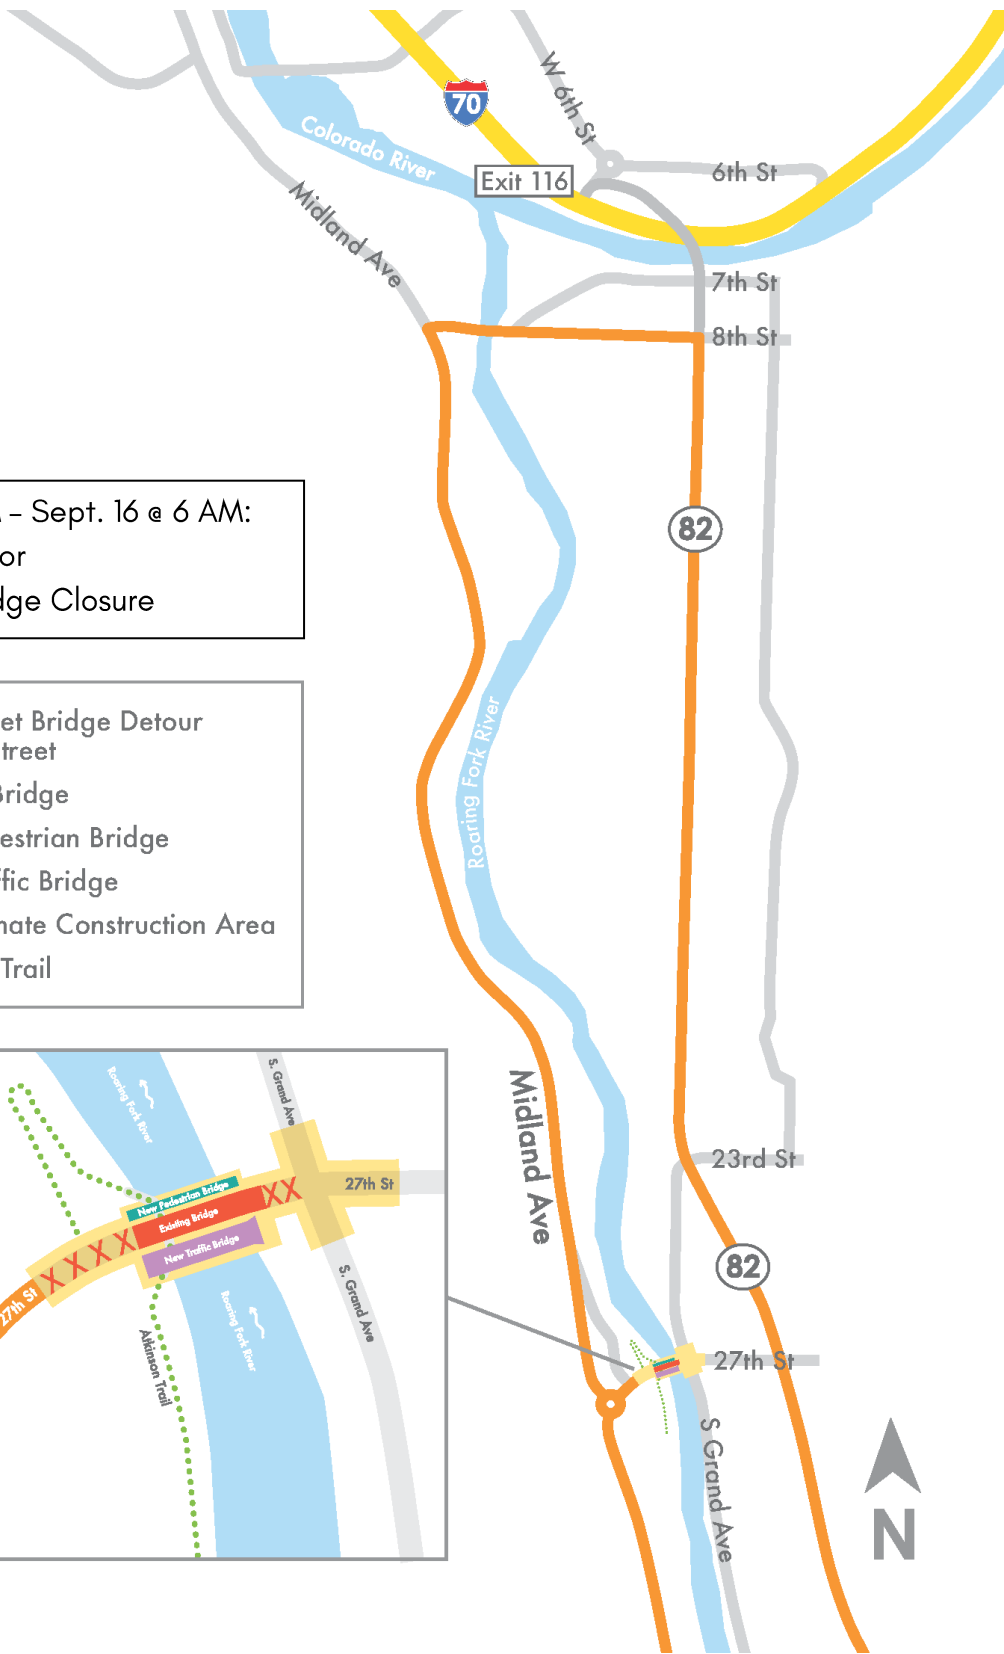 W 6th St
70
Colorado River
Exit 116
6th St
Midland Ave
7th St
8th St
– Sept. 16 @ 6 AM:
or
dge Closure
82
et Bridge Detour
treet
Bridge
estrian Bridge
ffic Bridge
mate Construction Area
Trail
Roaring Fork River
Midland Ave
23rd St
82
27th St
S Grand Ave
N
S. Grand Ave
Roaring Fork River
27th St
New Pedestrian Bridge
Existing Bridge
New Traffic Bridge
27th St
S. Grand Ave
Roaring Fork River
Atkinson Trail